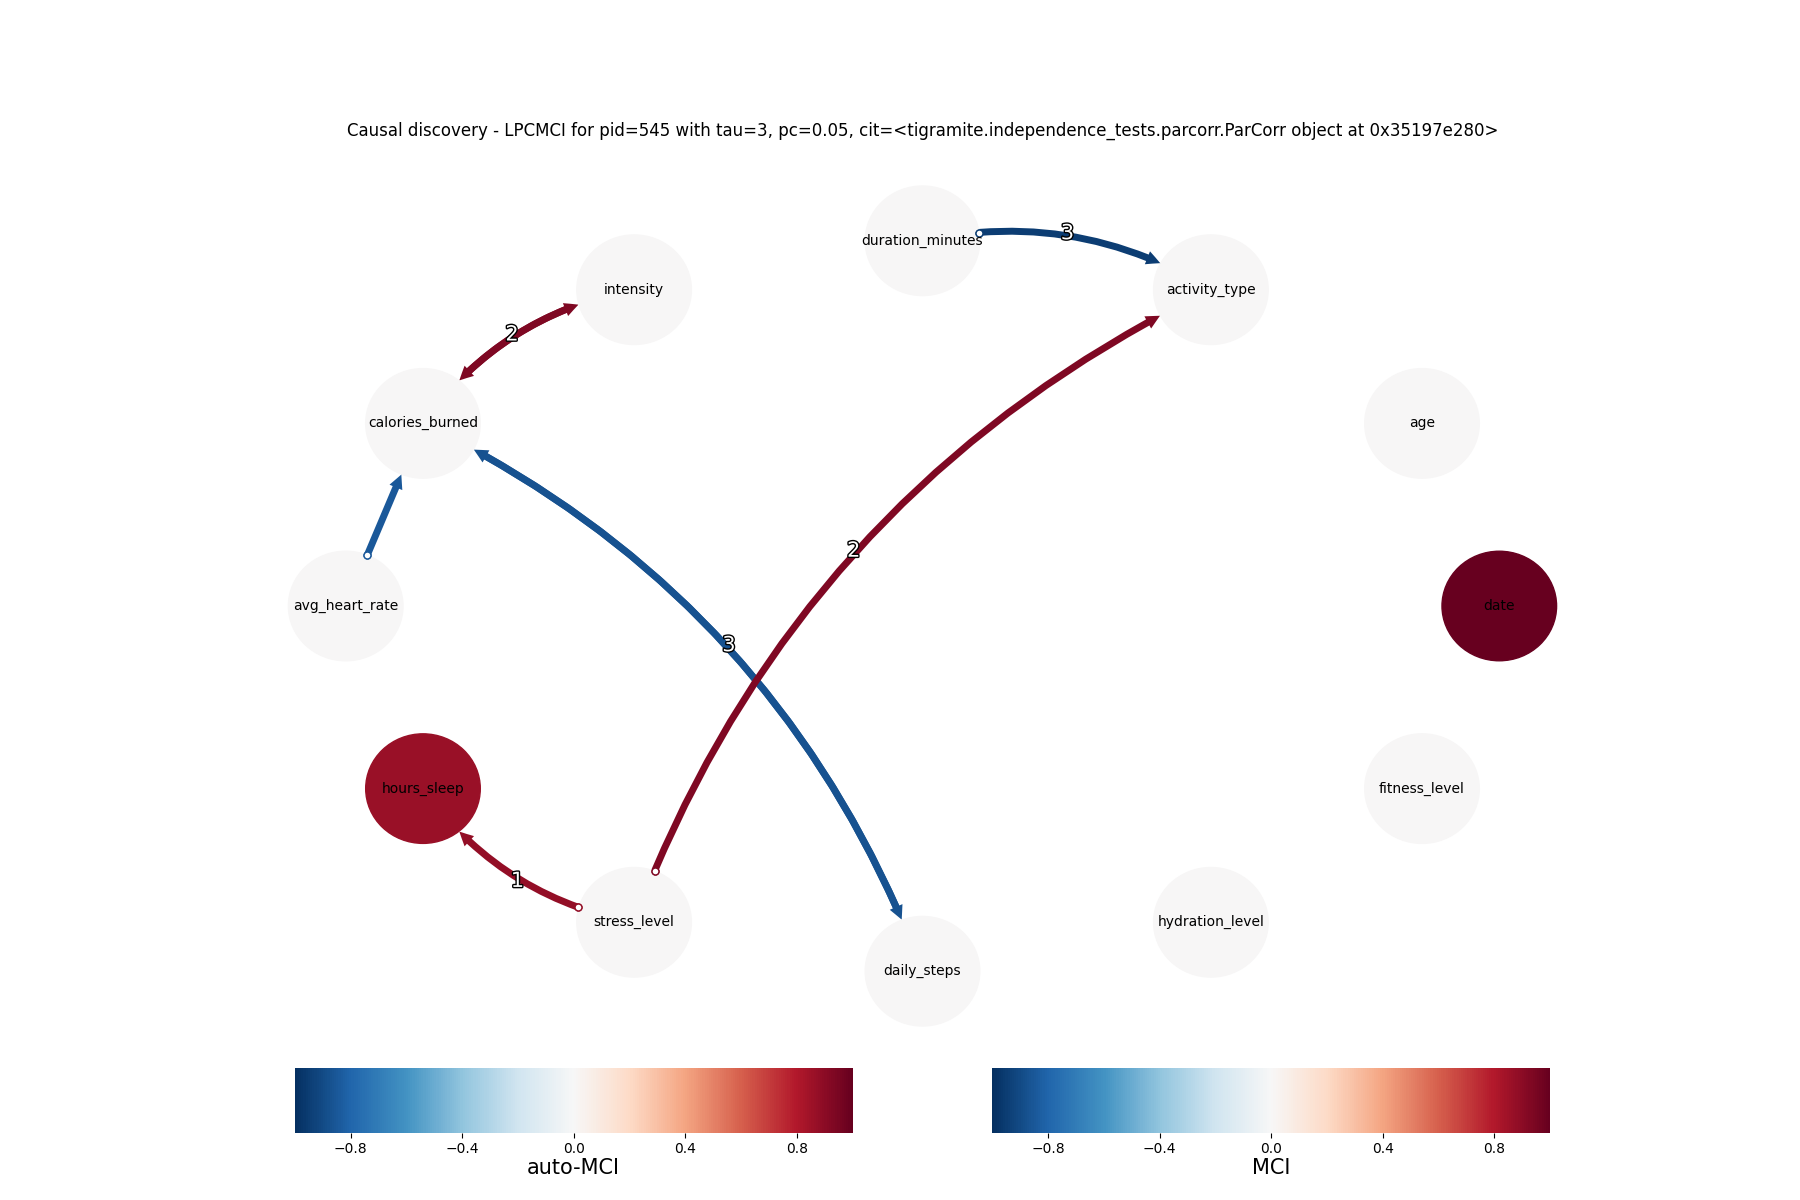 Causal discovery - LPCMCI for pid=545 with tau=3, pc=0.05, cit=<tigramite.independence_tests.parcorr.ParCorr object at 0x35197e280>
duration_minutes
3
intensity
activity_type
2
calories_burned
age
2
avg_heart_rate
date
3
hours_sleep
fitness_level
1
stress_level
hydration_level
daily_steps
−0.8 −0.4 0.0 0.4 0.8
auto-MCI
−0.8 −0.4 0.0 0.4 0.8
MCI